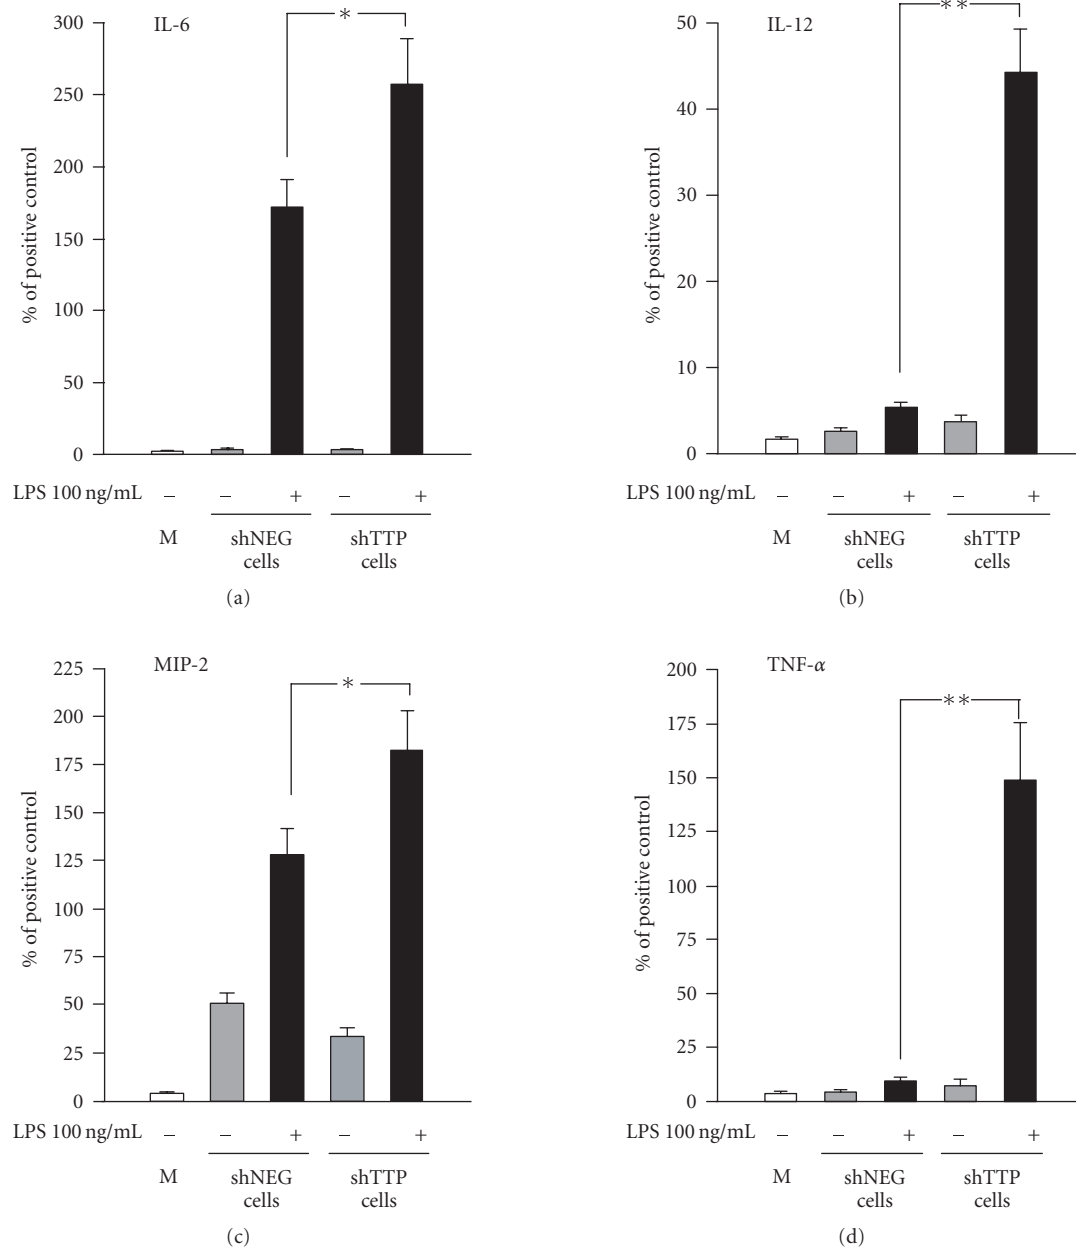 IL-6
*
300
250
200
150
100
50
0
% of positive control
LPS 100 ng/mL − − + − +
M shNEG cells shTTP cells
(a)
IL-12
**
50
40
30
20
10
0
% of positive control
LPS 100 ng/mL − − + − +
M shNEG cells shTTP cells
(b)
MIP-2
*
225
200
175
150
125
100
75
50
25
0
% of positive control
LPS 100 ng/mL − − + − +
M shNEG cells shTTP cells
(c)
TNF-α
**
200
175
150
125
100
75
50
25
0
% of positive control
LPS 100 ng/mL − − + − +
M shNEG cells shTTP cells
(d)